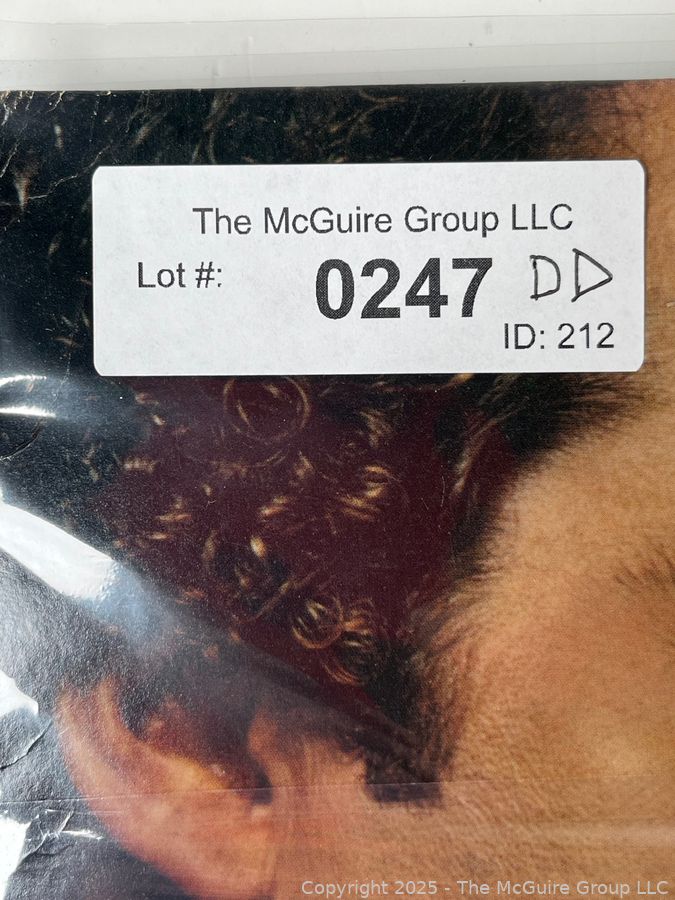 The McGuire Group LLC
Lot #: 0247 DD
ID: 212
Copyright 2025 - The McGuire Group LLC